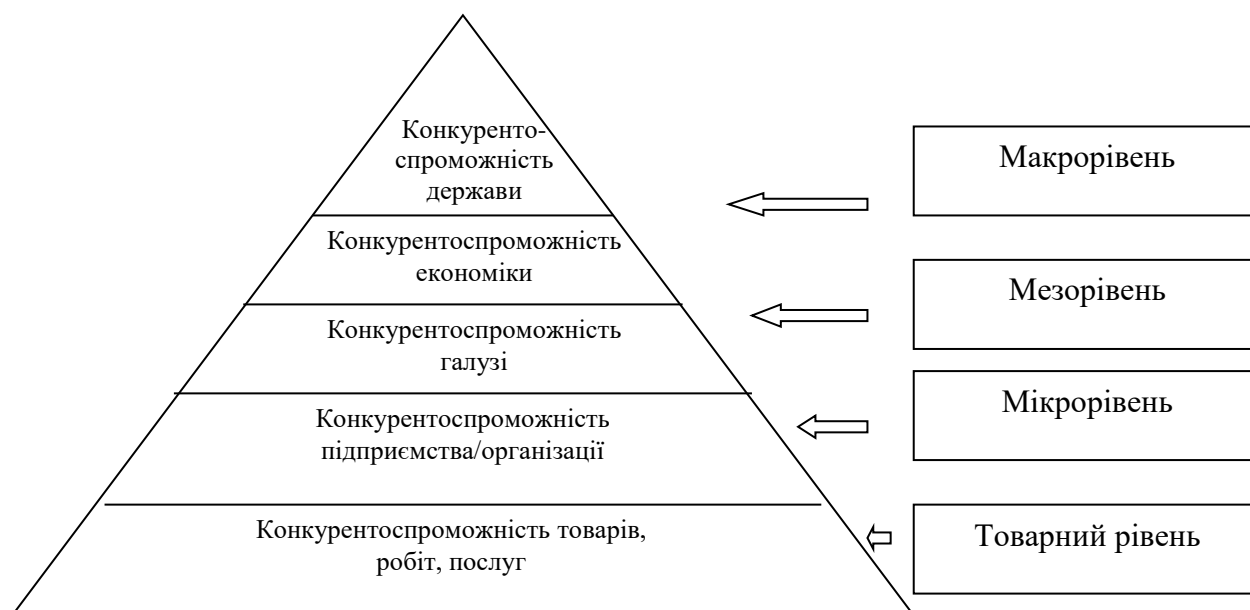 Конкуренто-
спроможність
держави
Макрорівень
Конкурентоспроможність
економіки
Мезорівень
Конкурентоспроможність
галузі
Мікрорівень
Конкурентоспроможність
підприємства/організації
Конкурентоспроможність товарів,
робіт, послуг
Товарний рівень